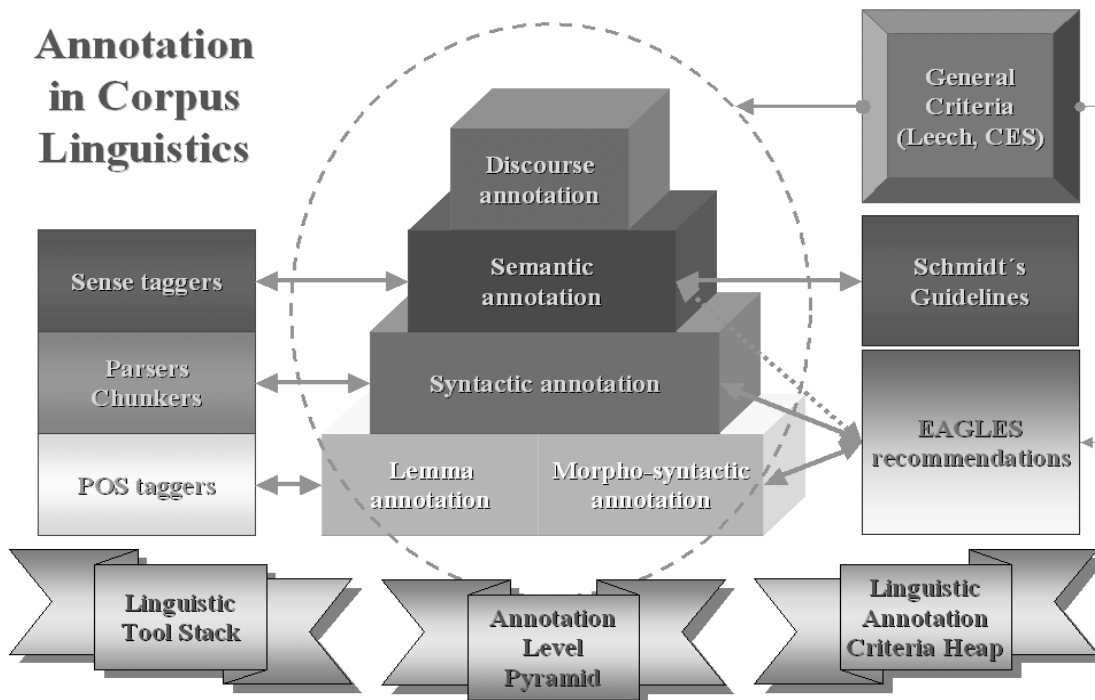 Annotation
in Corpus
Linguistics
General
Criteria
(Leech, CES)
Discourse
annotation
Sense taggers
Semantic
annotation
Schmidt´s
Guidelines
Parsers
Chunkers
Syntactic annotation
EAGLES
recommendations
POS taggers
Lemma
annotation
Morpho-syntactic
annotation
Linguistic
Tool Stack
Annotation
Level
Pyramid
Linguistic
Annotation
Criteria Heap